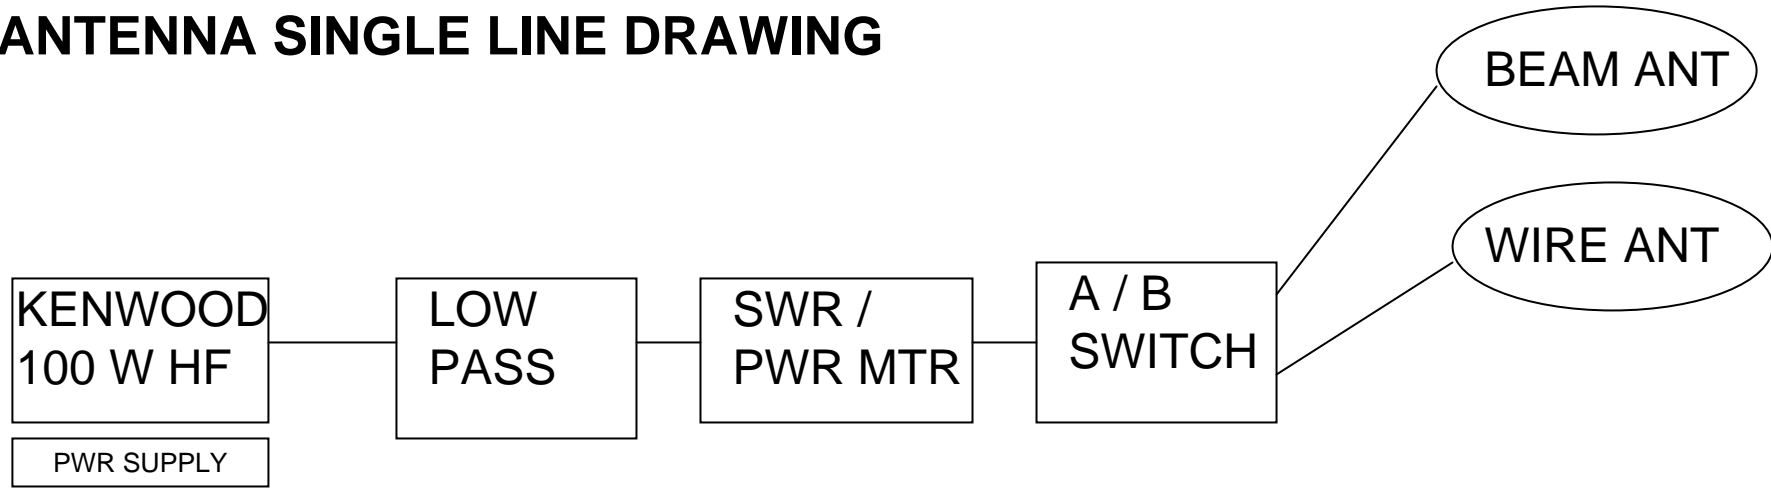 ANTENNA SINGLE LINE DRAWING
BEAM ANT
WIRE ANT
KENWOOD
100 W HF
LOW
PASS
SWR /
PWR MTR
A / B
SWITCH
PWR SUPPLY